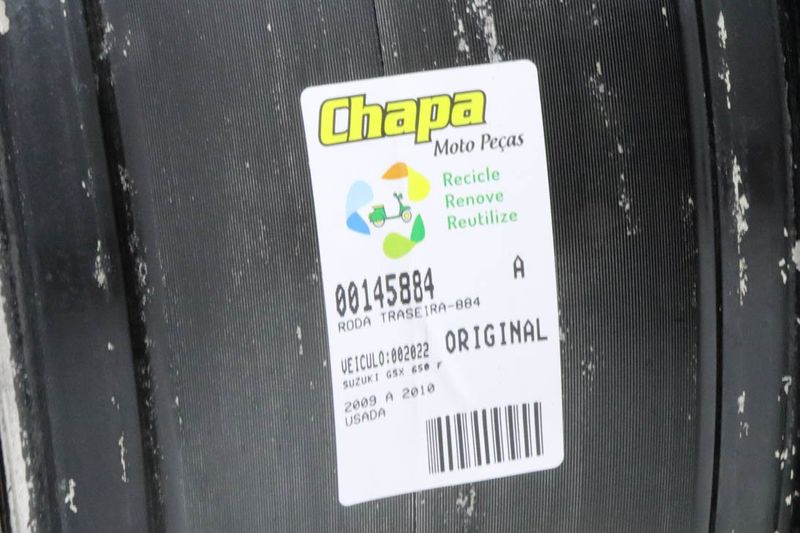 Chapa
Moto Peças
Recicle
Renove
Reutilize
00145884 A
RODA TRASEIRA-884
VEICULO:002022 ORIGINAL
SUZUKI GSX 650 F
2009 A 2010
USADA